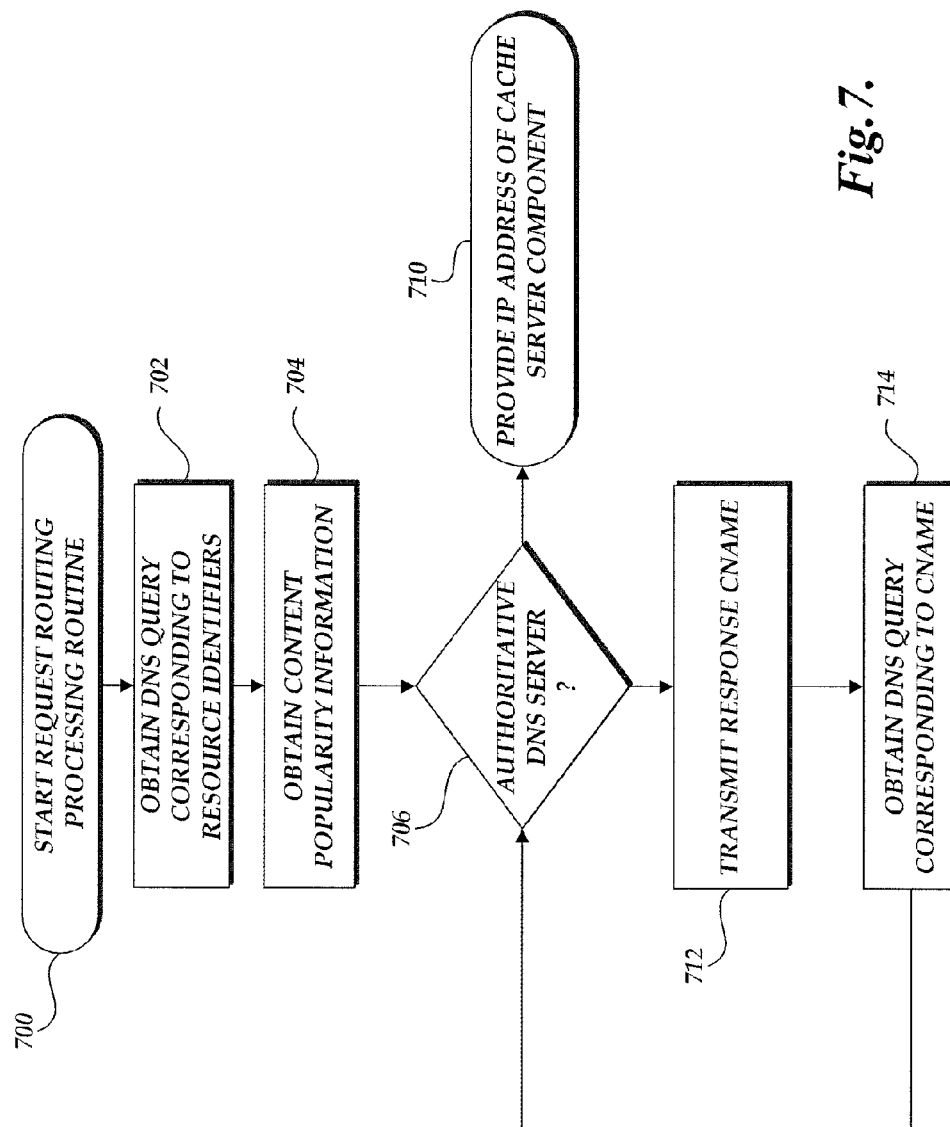 700
START REQUEST ROUTING
PROCESSING ROUTINE
702
OBTAIN DNS QUERY
CORRESPONDING TO
RESOURCE IDENTIFIERS
704
OBTAIN CONTENT
POPULARITY INFORMATION
706
AUTHORITATIVE
DNS SERVER
?
710
PROVIDE IP ADDRESS OF CACHE
SERVER COMPONENT
712
TRANSMIT RESPONSE CNAME
714
OBTAIN DNS QUERY
CORRESPONDING TO CNAME
Fig.7.